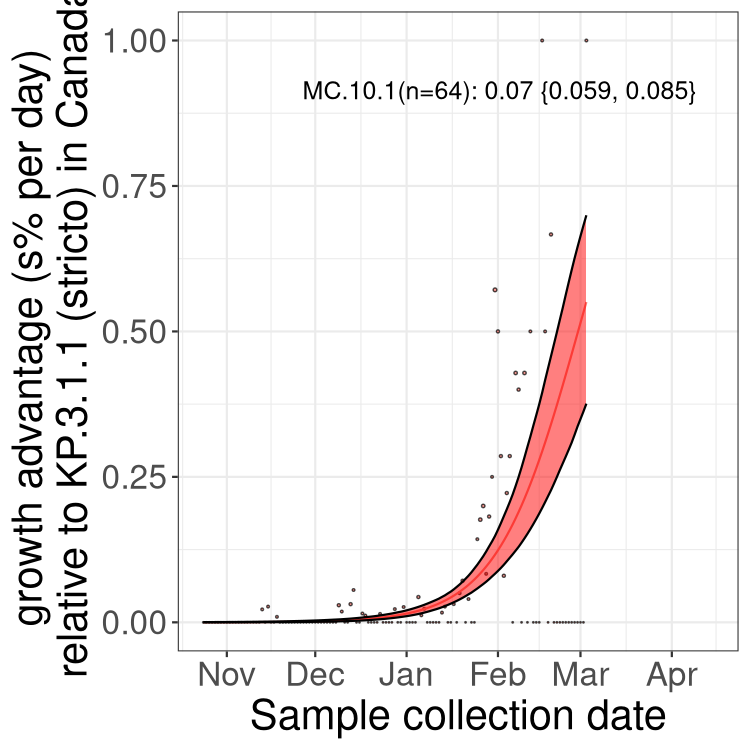 growth advantage (s% per day)
relative to KP.3.1.1 (stricto) in Canada
1.00
MC.10.1(n=64): 0.07 {0.059, 0.085}
0.75
0.50
0.25
0.00
Nov Dec Jan Feb Mar Apr
Sample collection date